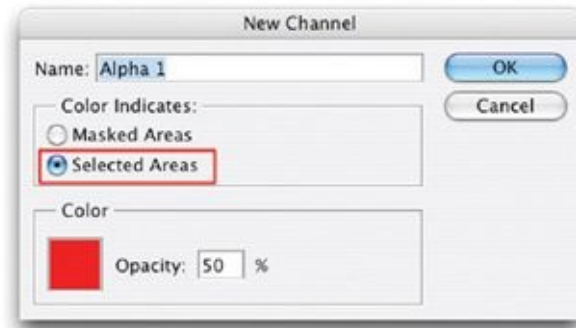 New Channel
Name: Alpha 1
OK
Cancel
Color Indicates:
Masked Areas
Selected Areas
Color
Opacity: 50 %